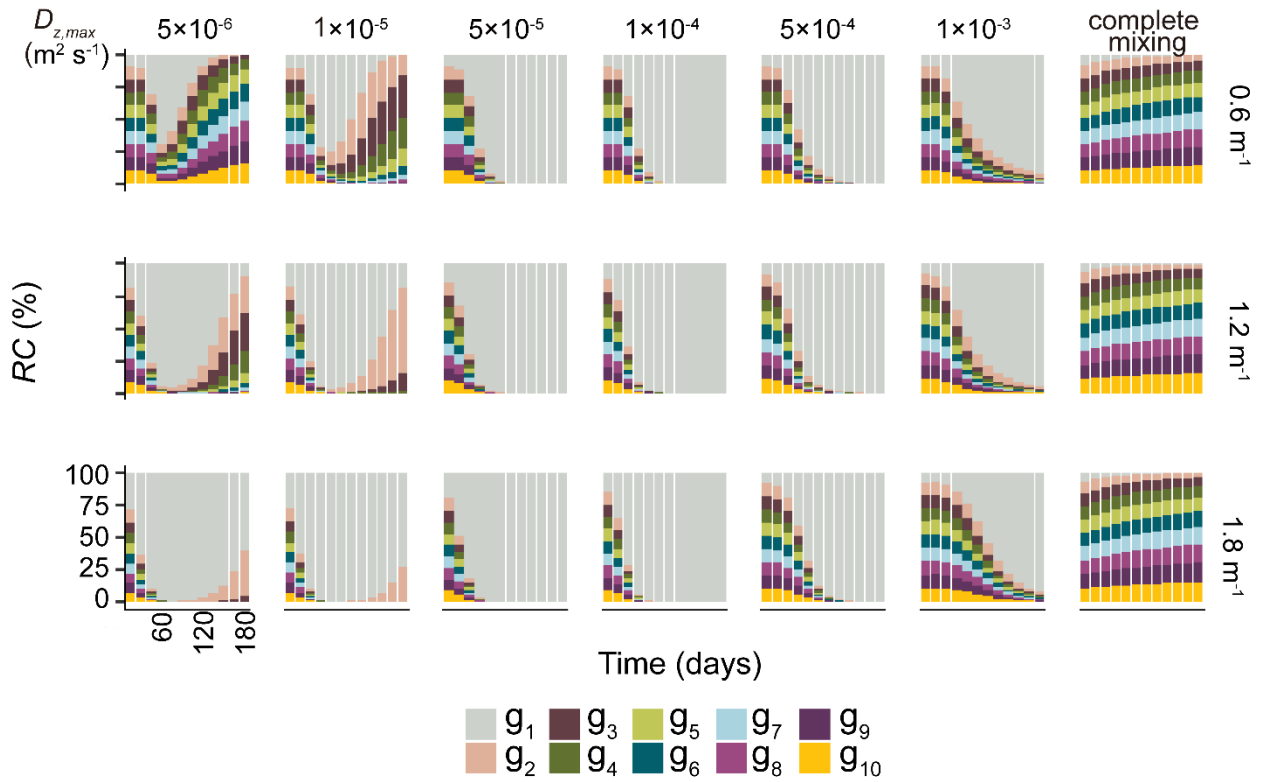 D_z,max (m² s⁻¹)
5×10⁻⁶ 1×10⁻⁵ 5×10⁻⁵ 1×10⁻⁴ 5×10⁻⁴ 1×10⁻³ complete mixing
0.6 m⁻¹
1.2 m⁻¹
1.8 m⁻¹
RC (%)
100
75
50
25
0
60 120 180
Time (days)
g₁ g₃ g₅ g₇ g₉
g₂ g₄ g₆ g₈ g₁₀